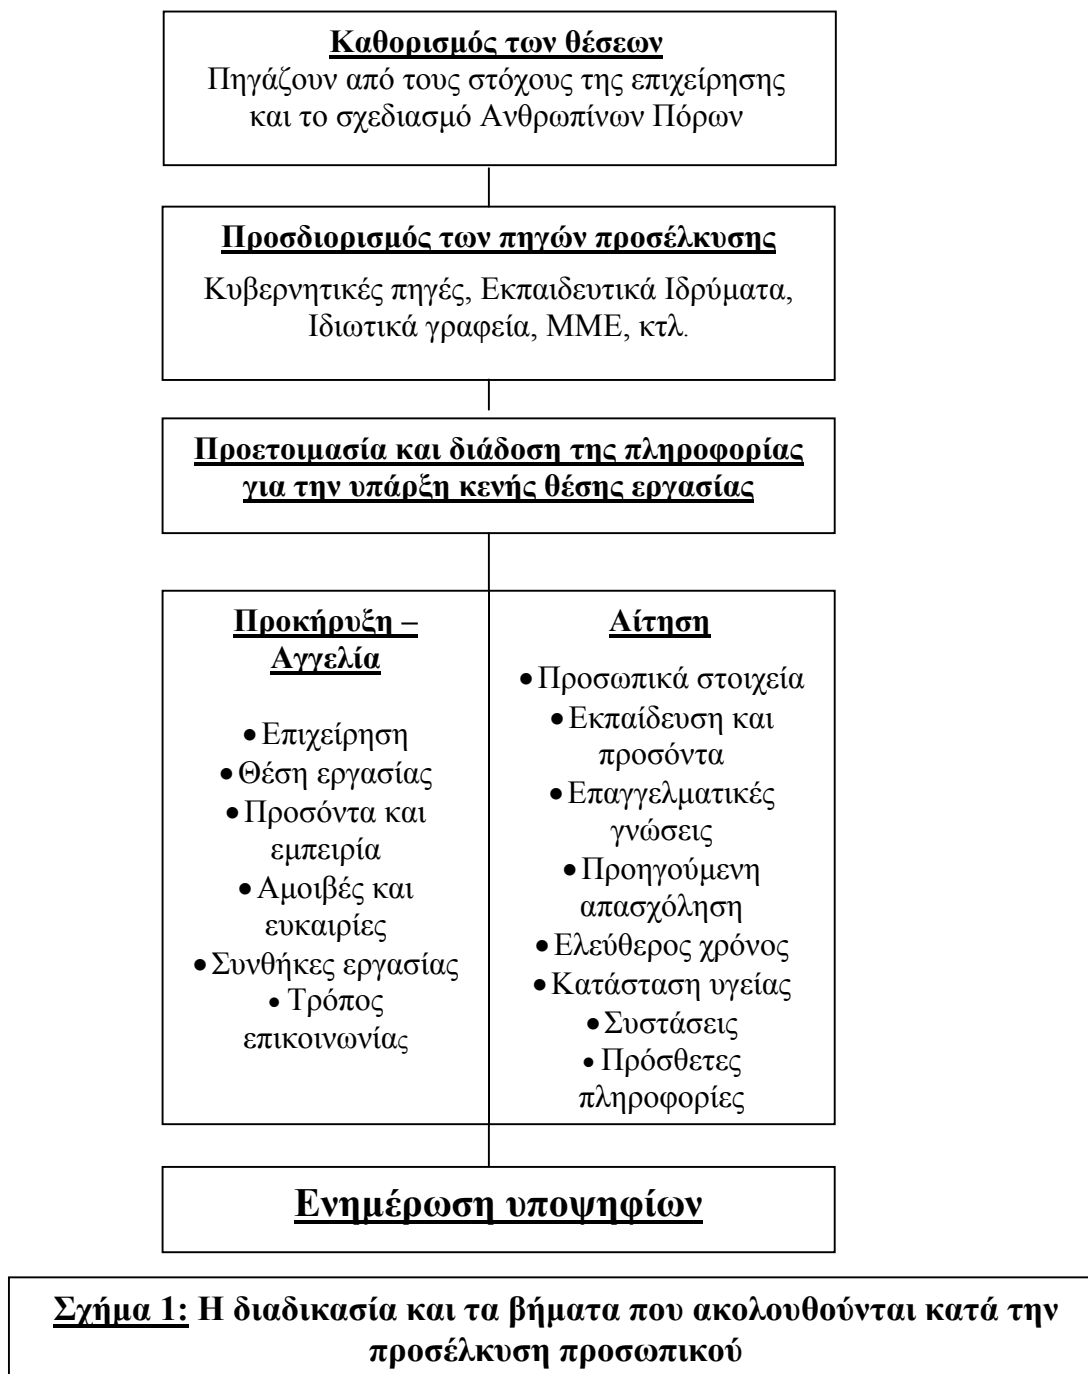 Καθορισμός των θέσεων
Πηγάζουν από τους στόχους της επιχείρησης
και το σχεδιασμό Ανθρωπίνων Πόρων
Προσδιορισμός των πηγών προσέλκυσης
Κυβερνητικές πηγές, Εκπαιδευτικά Ιδρύματα,
Ιδιωτικά γραφεία, ΜΜΕ, κτλ.
Προετοιμασία και διάδοση της πληροφορίας
για την υπάρξη κενής θέσης εργασίας
Προκήρυξη –
Αγγελία
• Επιχείρηση
• Θέση εργασίας
• Προσόντα και
εμπειρία
• Αμοιβές και
ευκαιρίες
• Συνθήκες εργασίας
• Τρόπος
επικοινωνίας
Αίτηση
• Προσωπικά στοιχεία
• Εκπαίδευση και
προσόντα
• Επαγγελματικές
γνώσεις
• Προηγούμενη
απασχόληση
• Ελεύθερος χρόνος
• Κατάσταση υγείας
• Συστάσεις
• Πρόσθετες
πληροφορίες
Ενημέρωση υποψηφίων
Σχήμα 1: Η διαδικασία και τα βήματα που ακολουθούνται κατά την
προσέλκυση προσωπικού